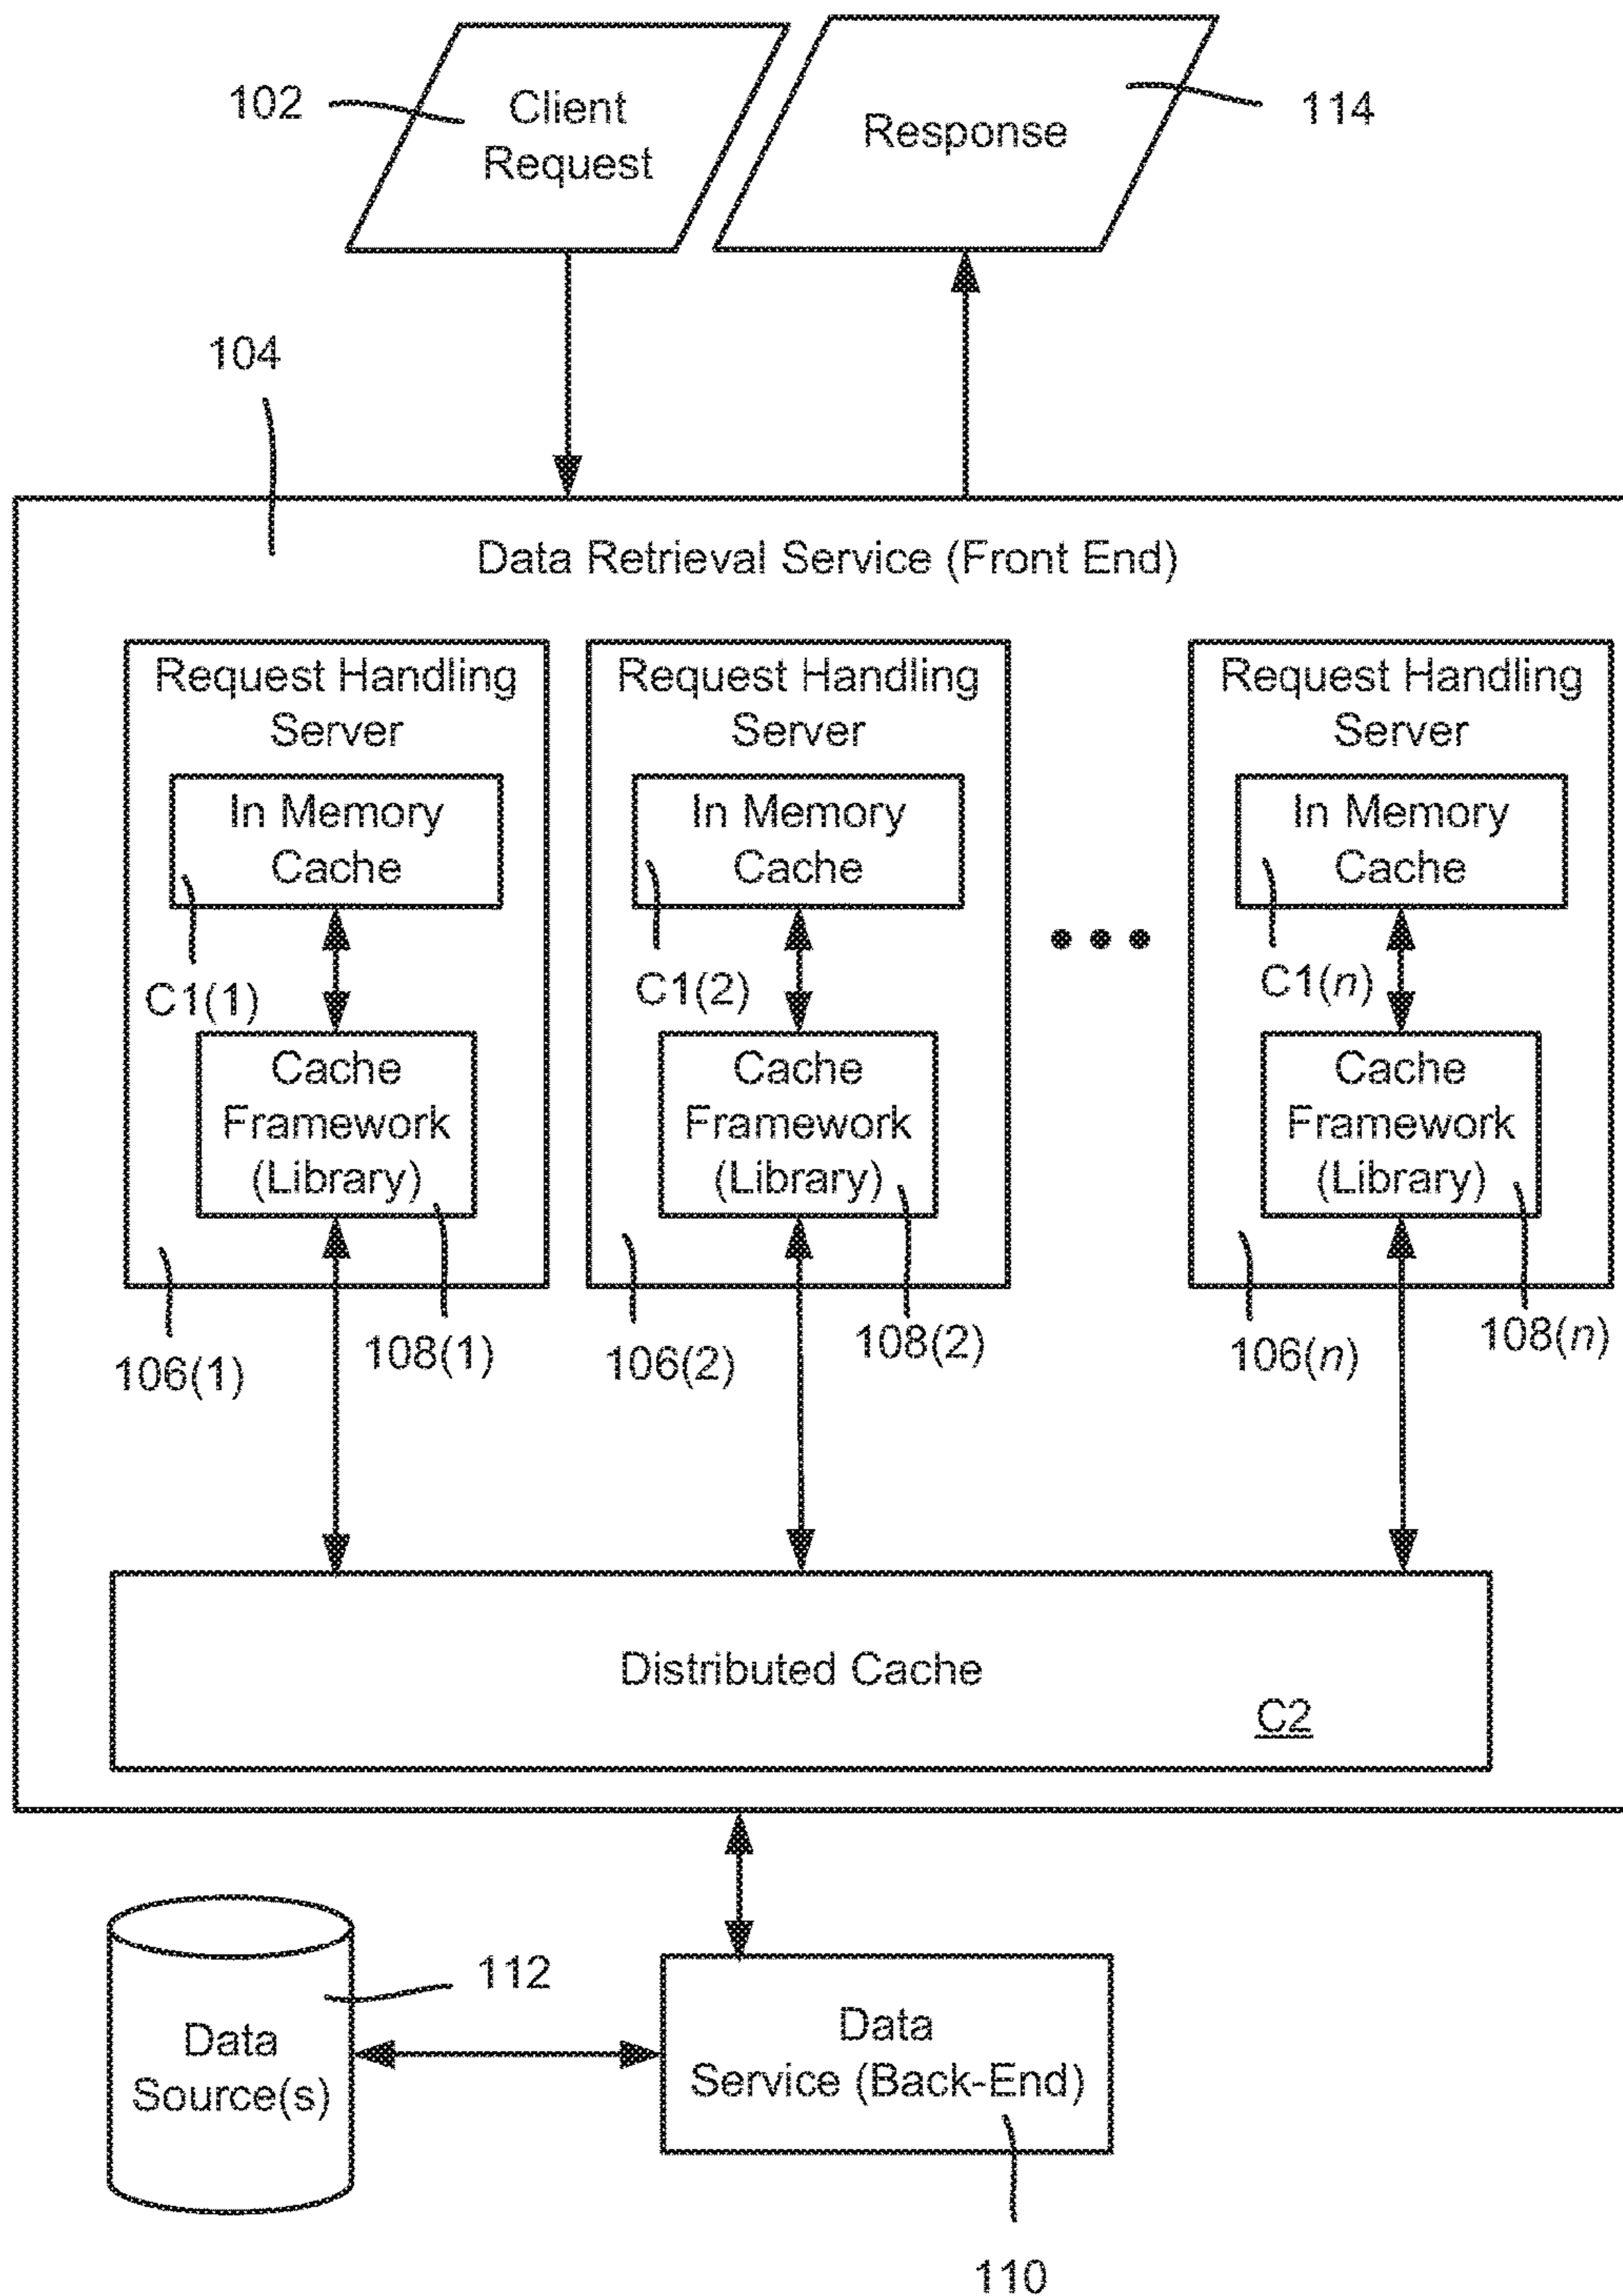 102
Client
Request
Response
114
104
Data Retrieval Service (Front End)
Request Handling
Server
In Memory
Cache
C1(1)
Cache
Framework
(Library)
106(1)
108(1)
Request Handling
Server
In Memory
Cache
C1(2)
Cache
Framework
(Library)
106(2)
108(2)
Request Handling
Server
In Memory
Cache
C1(n)
Cache
Framework
(Library)
106(n)
108(n)
Distributed Cache
C2
112
Data
Source(s)
Data
Service (Back-End)
110